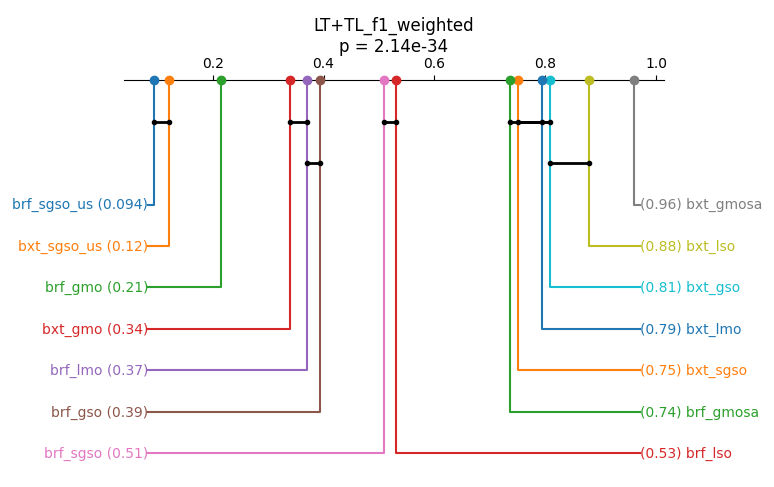 LT+TL_f1_weighted
p = 2.14e-34
0.2 0.4 0.6 0.8 1.0
brf_sgso_us (0.094) (0.96) bxt_gmosa
bxt_sgso_us (0.12) (0.88) bxt_lso
brf_gmo (0.21) (0.81) bxt_gso
bxt_gmo (0.34) (0.79) bxt_lmo
brf_lmo (0.37) (0.75) bxt_sgso
brf_gso (0.39) (0.74) brf_gmosa
brf_sgso (0.51) (0.53) brf_lso